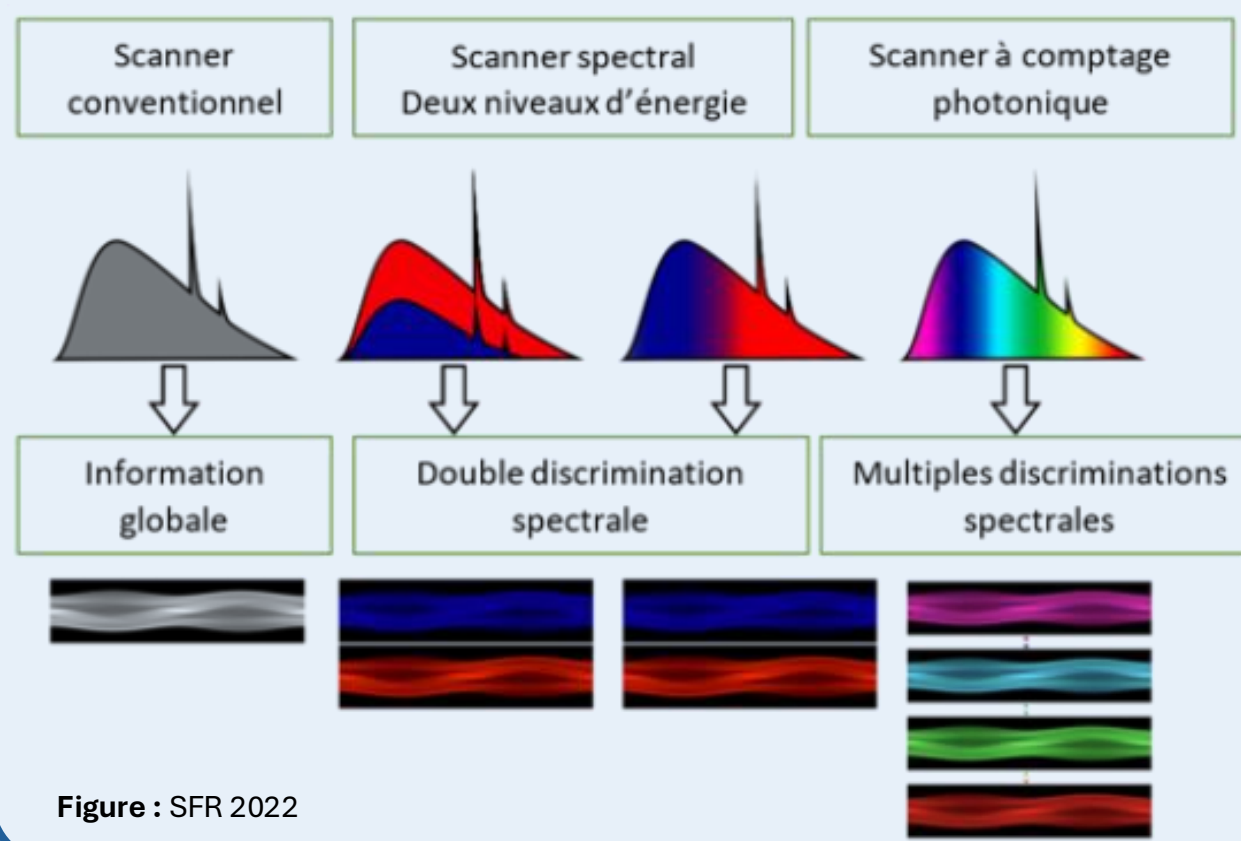 Scanner
conventionnel
Scanner spectral
Deux niveaux d'énergie
Scanner à comptage
photonique
Information
globale
Double discrimination
spectrale
Multiples discriminations
spectrales
Figure : SFR 2022